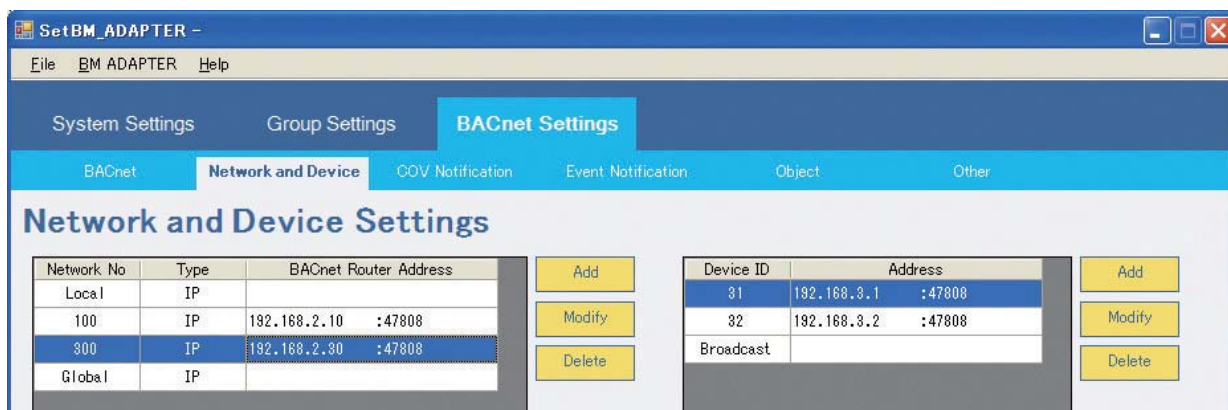 SetBM_ADAPTER -
File BM ADAPTER Help
System Settings Group Settings BACnet Settings
BACnet Network and Device COV Notification Event Notification Object Other
Network and Device Settings
Network No Type BACnet Router Address Add Device ID Address Add
Local IP 31 192.168.3.1 :47808
100 IP 192.168.2.10 :47808 Modify 32 192.168.3.2 :47808 Modify
300 IP 192.168.2.30 :47808 Delete Broadcast Delete
Global IP